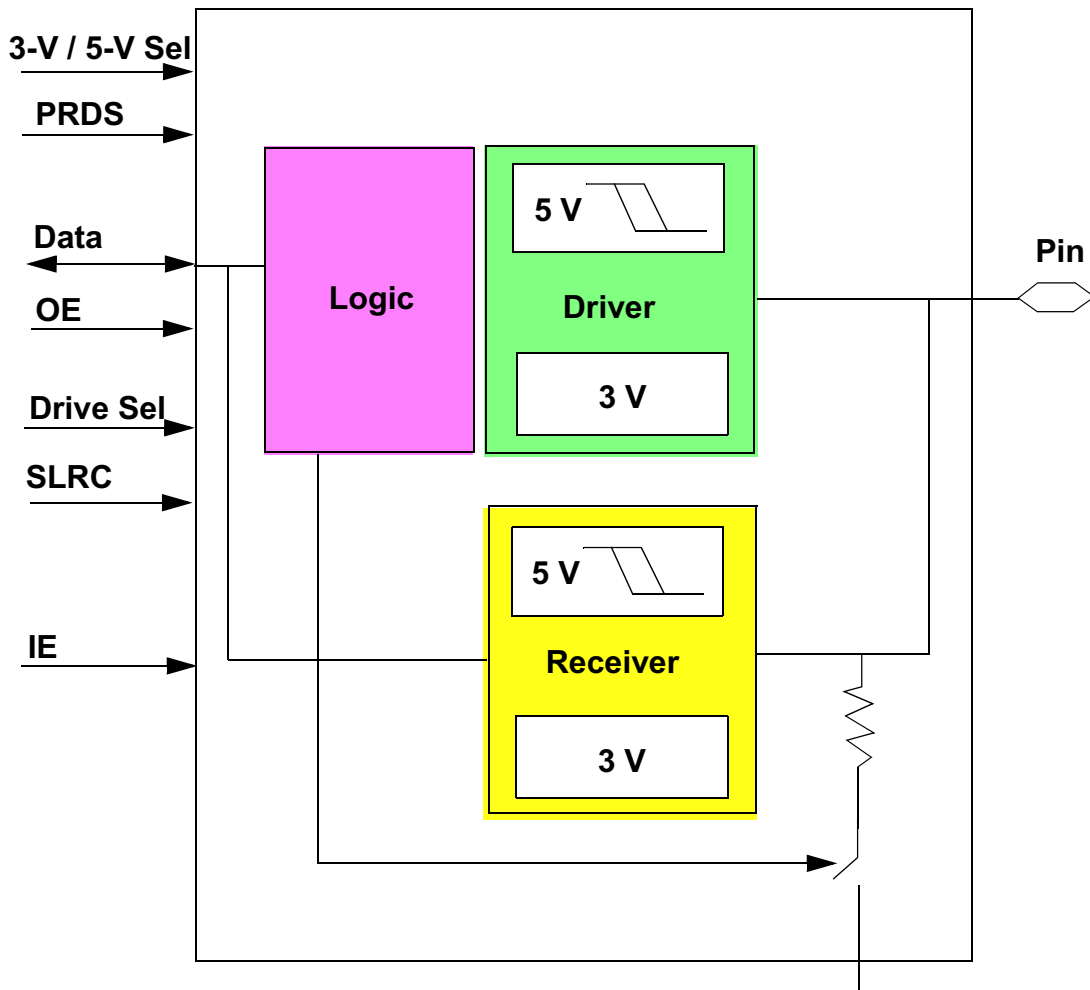 3-V / 5-V Sel
PRDS
Data
OE
Drive Sel
SLRC
IE
Logic
5 V
Driver
3 V
5 V
Receiver
3 V
Pin